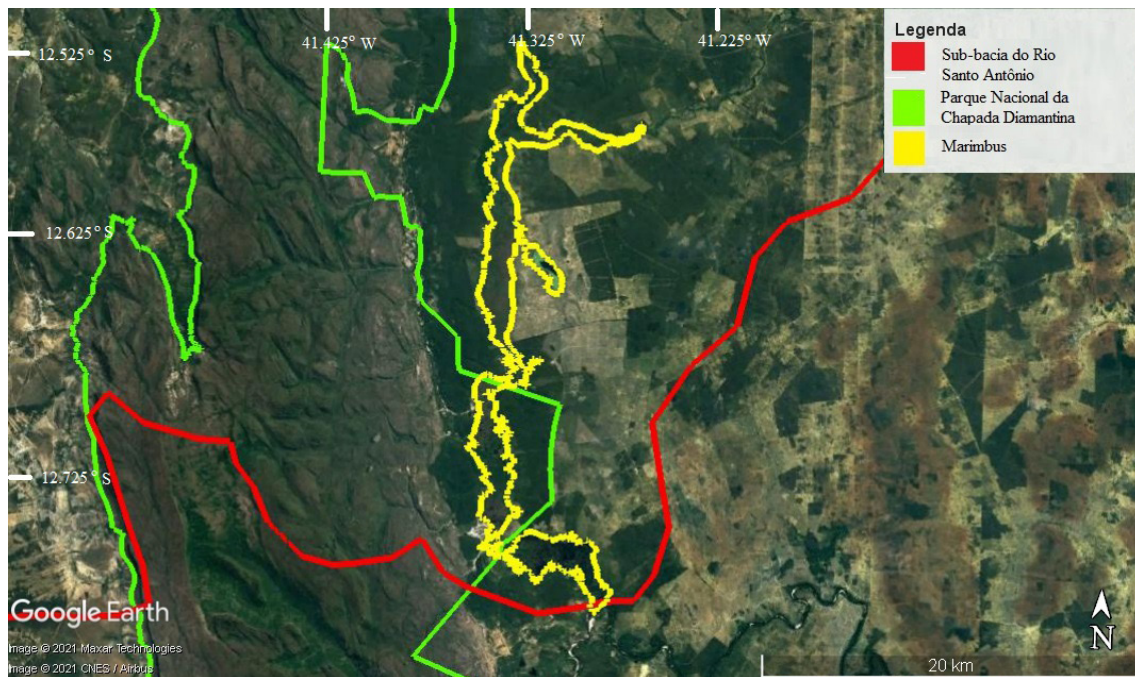 41.425° W
41.325° W
41.225° W
12.525° S
12.625° S
12.725° S
Legenda
Sub-bacia do Rio
Santo Antônio
Parque Nacional da
Chapada Diamantina
Marimbus
Google Earth
Image © 2021 Maxar Technologies
Image © 2021 CNES / Airbus
N
20 km